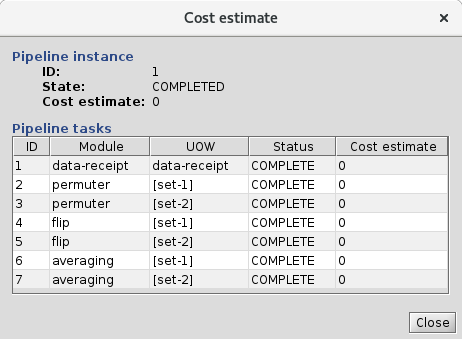 Cost estimate
×
Pipeline instance
ID: 1
State: COMPLETED
Cost estimate: 0
Pipeline tasks
ID Module UOW Status Cost estimate
1 data-receipt data-receipt COMPLETE 0
2 permuter [set-1] COMPLETE 0
3 permuter [set-2] COMPLETE 0
4 flip [set-1] COMPLETE 0
5 flip [set-2] COMPLETE 0
6 averaging [set-1] COMPLETE 0
7 averaging [set-2] COMPLETE 0
Close